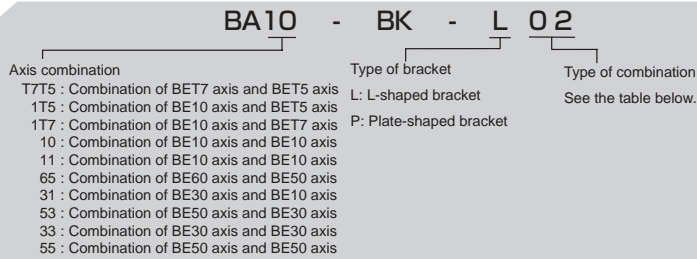 BA10 - BK - L 02
Axis combination
T7T5 : Combination of BET7 axis and BET5 axis
1T5 : Combination of BE10 axis and BET5 axis
1T7 : Combination of BE10 axis and BET7 axis
10 : Combination of BE10 axis and BE10 axis
11 : Combination of BE10 axis and BE10 axis
65 : Combination of BE60 axis and BE50 axis
31 : Combination of BE30 axis and BE10 axis
53 : Combination of BE50 axis and BE30 axis
33 : Combination of BE30 axis and BE30 axis
55 : Combination of BE50 axis and BE50 axis
Type of bracket
L: L-shaped bracket
P: Plate-shaped bracket
Type of combination
See the table below.